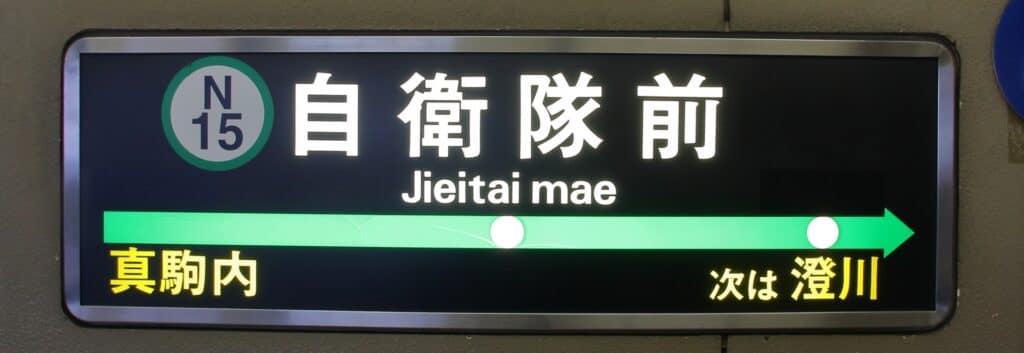 N
15
自衛隊前
Jieitai mae
真駒内
次は 澄川